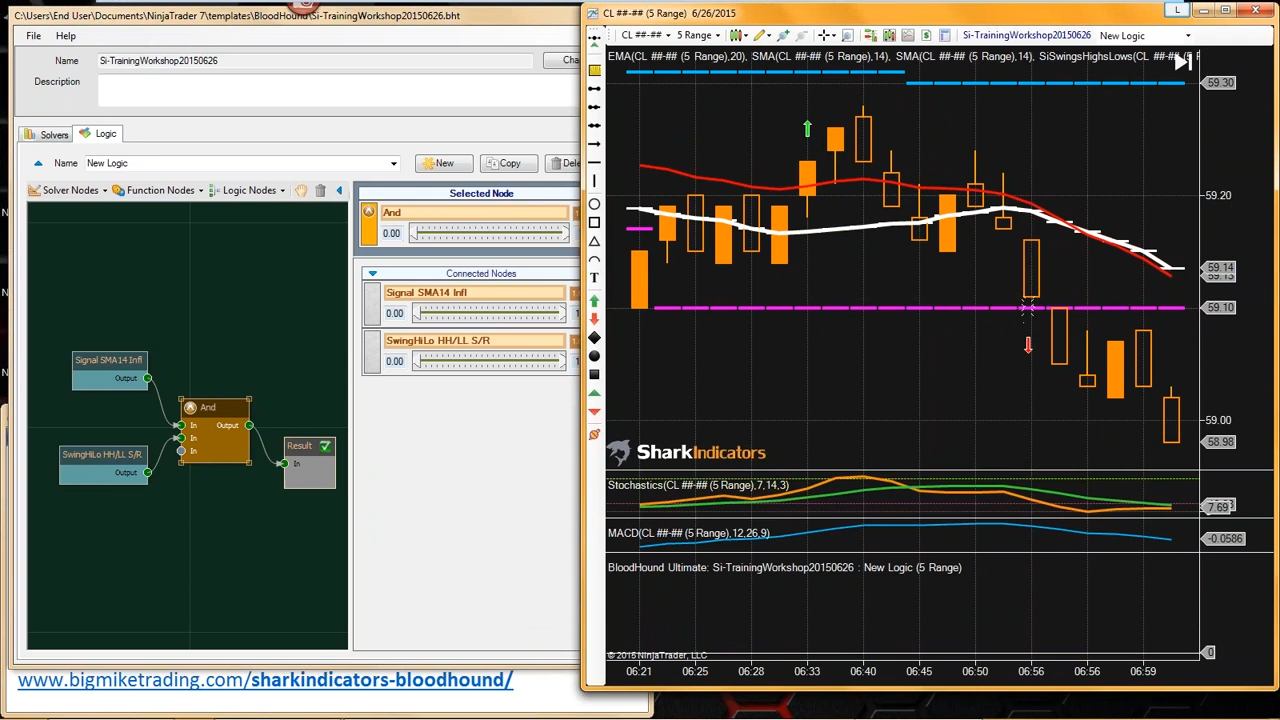 C:\Users\End User\Documents\NinjaTrader 7\templates\BloodHound\Si-TrainingWorkshop20150626.bht
File Help
Name Si-TrainingWorkshop20150626 Cha
Description
Solvers Logic
Name New Logic New Copy Dele
Solver Nodes Function Nodes Logic Nodes
Selected Node
And
0.00
Connected Nodes
Signal SMA14 Infl
0.00
SwingHiLo HH/LL S/R
0.00
Signal SMA14 Infl
Output
And
In Output
In
In
SwingHiLo HH/LL S/R
Output
Result
In
www.bigmiketrading.com/sharkindicators-bloodhound/
CL ##-## (5 Range) 6/26/2015
L
CL ##-## 5 Range Si-TrainingWorkshop20150626 New Logic
EMA(CL ##-## (5 Range),20), SMA(CL ##-## (5 Range),14), SMA(CL ##-## (5 Range),14), SiSwingsHighsLows(CL ##-##
T
59.30
59.20
59.14
59.13
59.10
59.00
58.98
SharkIndicators
Stochastics(CL ##-## (5 Range),7,14,3)
7.69
MACD(CL ##-## (5 Range),12,26,9)
-0.0586
BloodHound Ultimate: Si-TrainingWorkshop20150626 : New Logic (5 Range)
© 2015 NinjaTrader, LLC
0
06:21 06:26 06:28 06:33 06:40 06:45 06:50 06:56 06:56 06:59